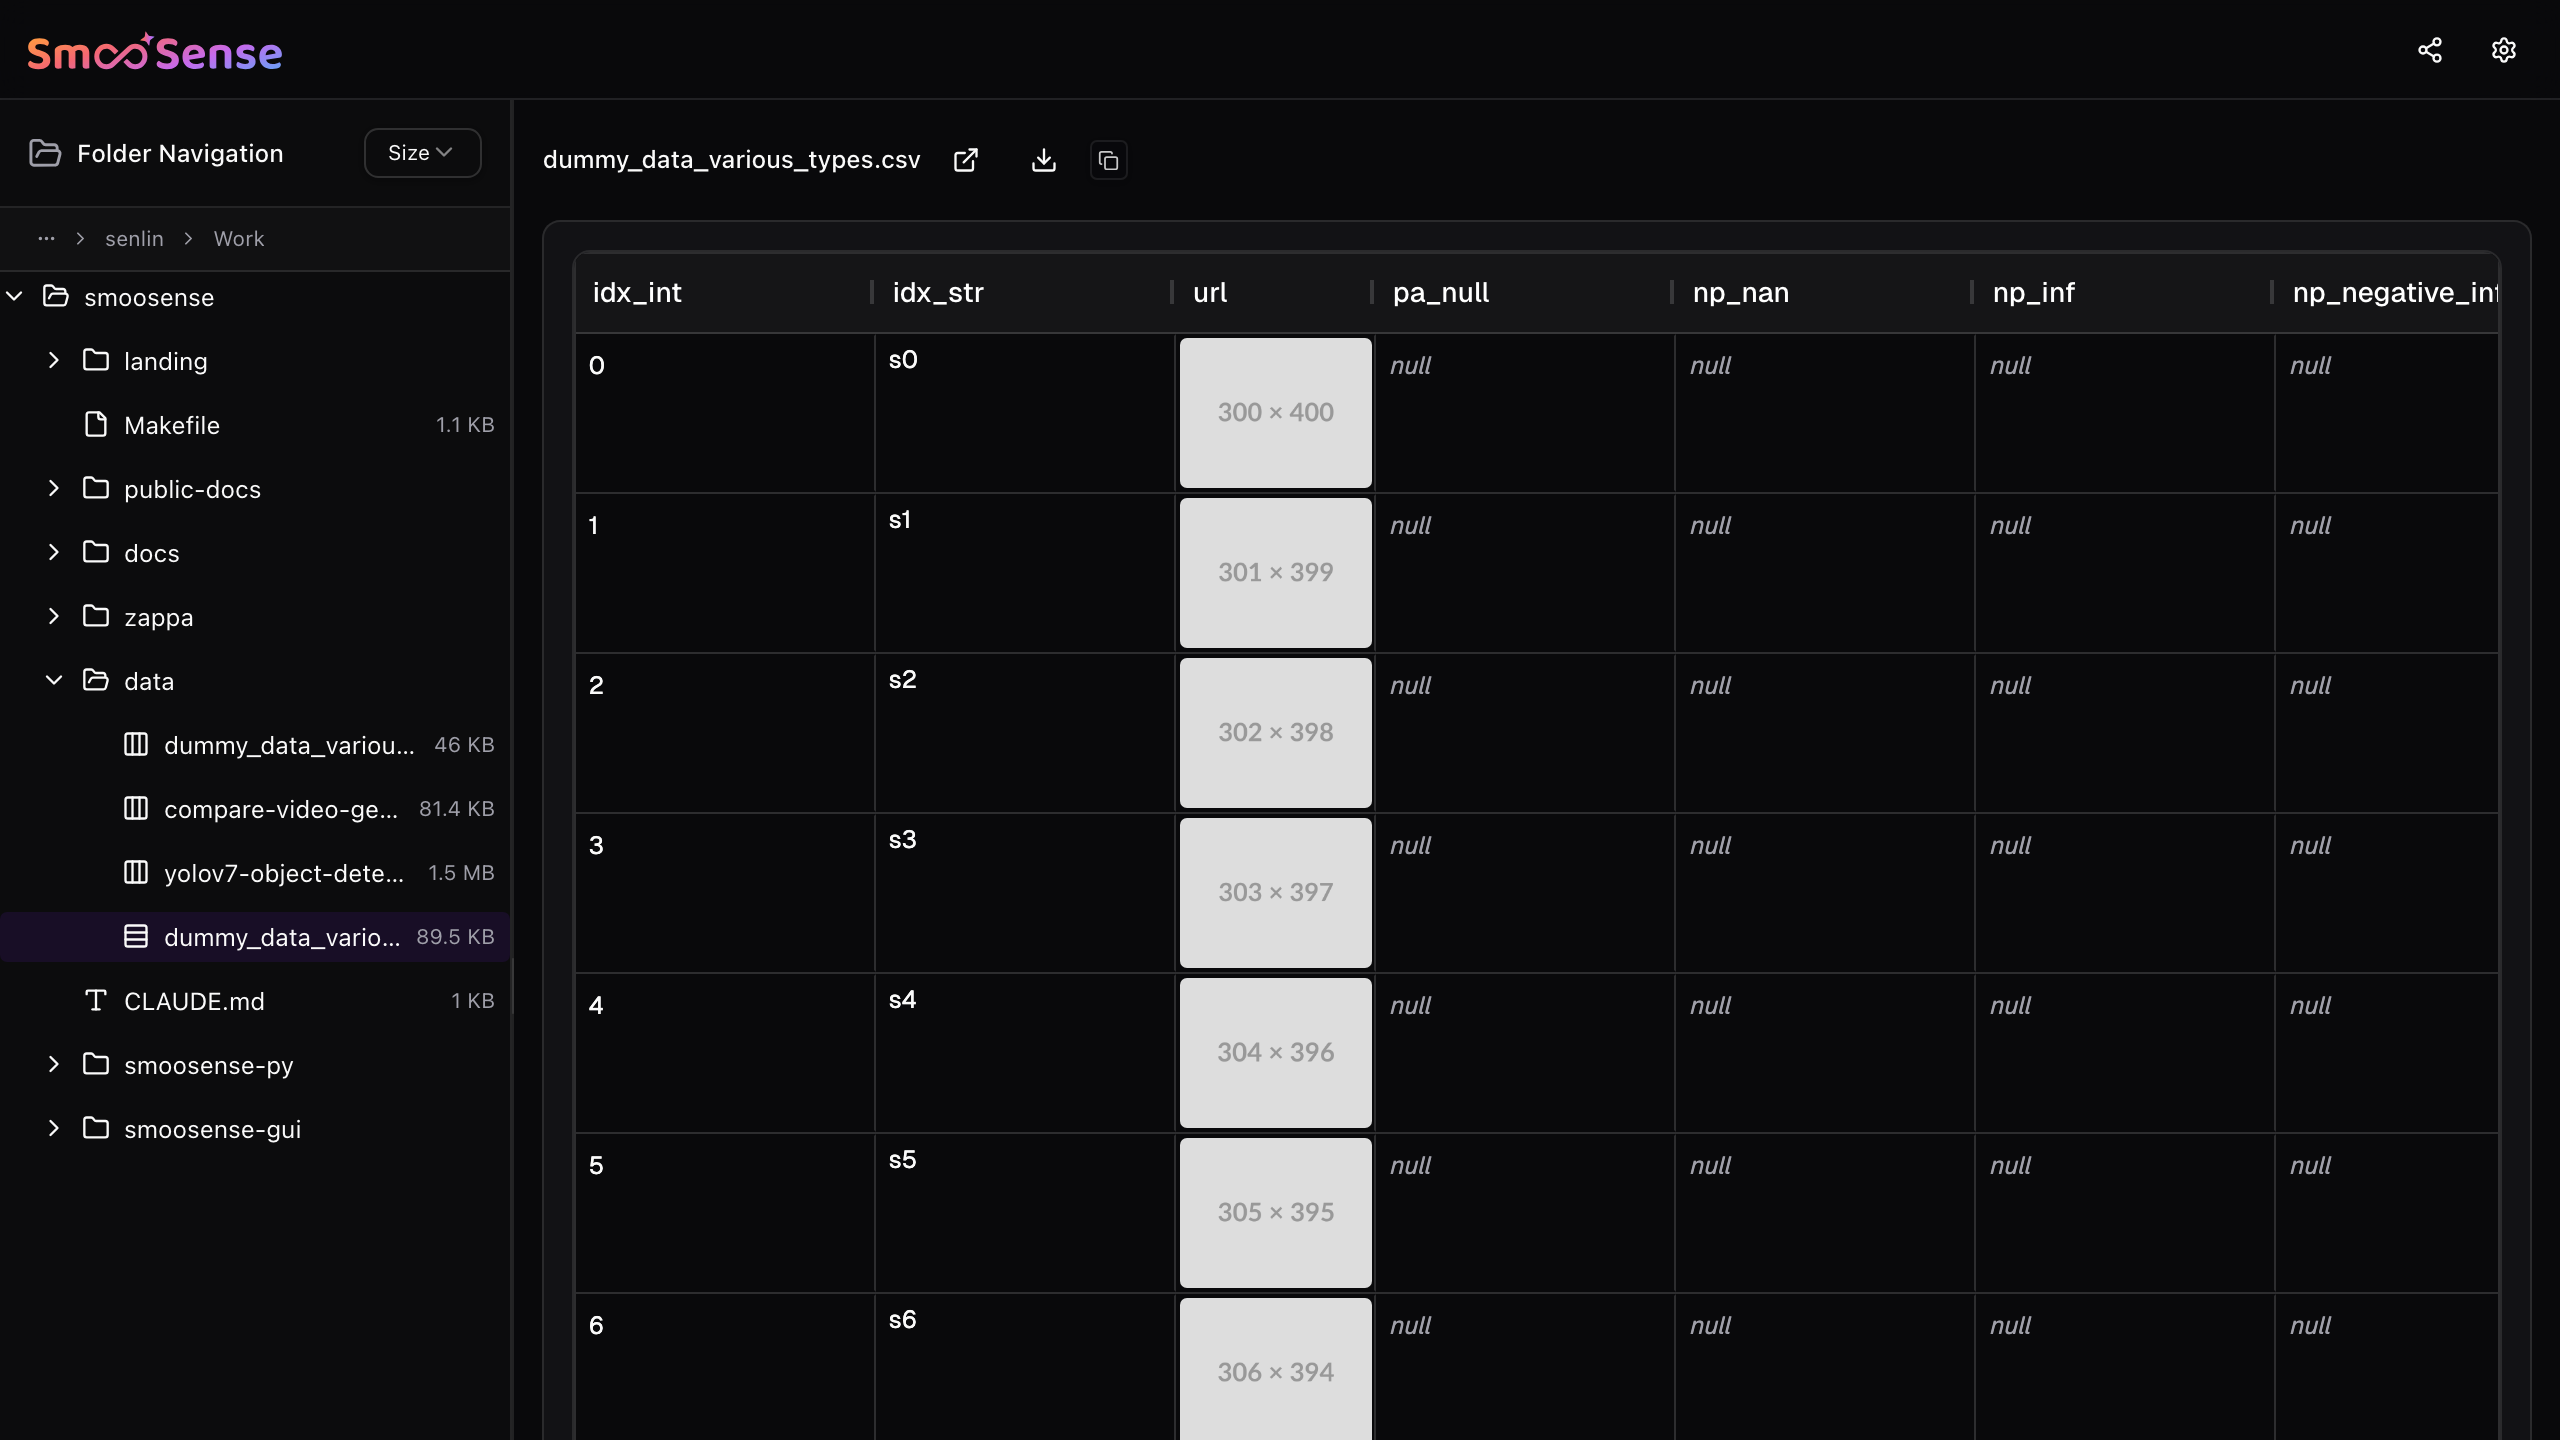 SmooSense
Folder Navigation
Size
... > senlin > Work
smoosense
landing
Makefile 1.1 KB
public-docs
docs
zappa
data
dummy_data_variou... 46 KB
compare-video-ge... 81.4 KB
yolov7-object-dete... 1.5 MB
dummy_data_vario... 89.5 KB
CLAUDE.md 1 KB
smoosense-py
smoosense-gui
dummy_data_various_types.csv
idx_int idx_str url pa_null np_nan np_inf np_negative_inf
0 s0 300 × 400 null null null null
1 s1 301 × 399 null null null null
2 s2 302 × 398 null null null null
3 s3 303 × 397 null null null null
4 s4 304 × 396 null null null null
5 s5 305 × 395 null null null null
6 s6 306 × 394 null null null null